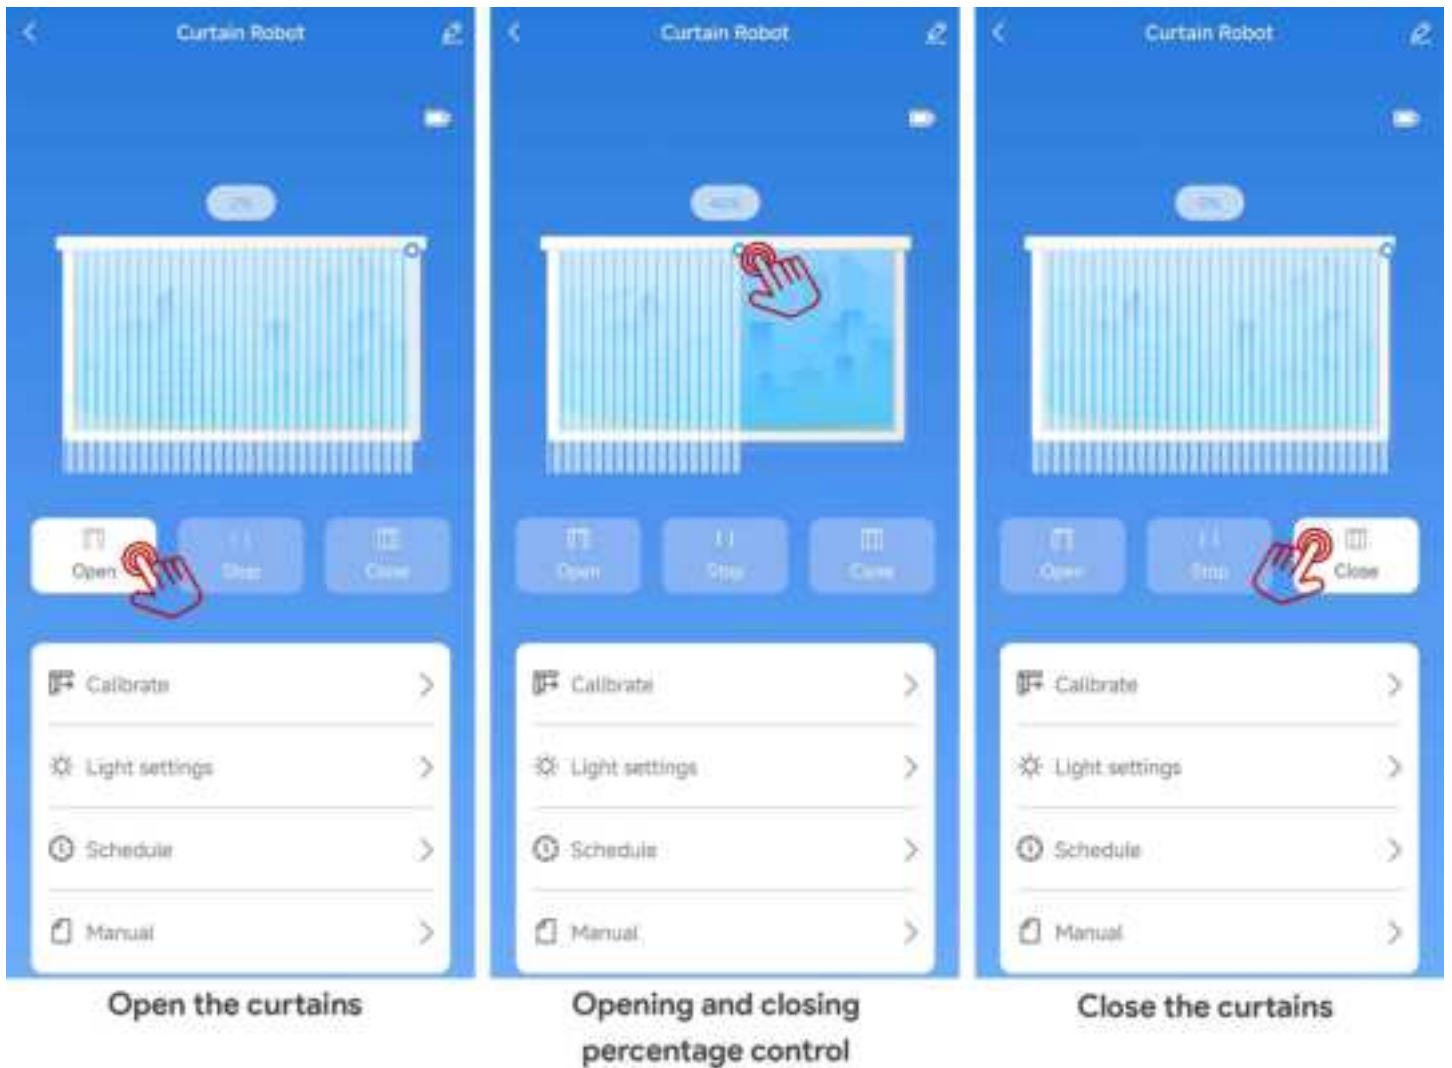 Curtain Robot
Open
Stop
Close
Calibrate
Light settings
Schedule
Manual
Open the curtains
Curtain Robot
Open
Stop
Close
Calibrate
Light settings
Schedule
Manual
Opening and closing
percentage control
Curtain Robot
Open
Stop
Close
Calibrate
Light settings
Schedule
Manual
Close the curtains